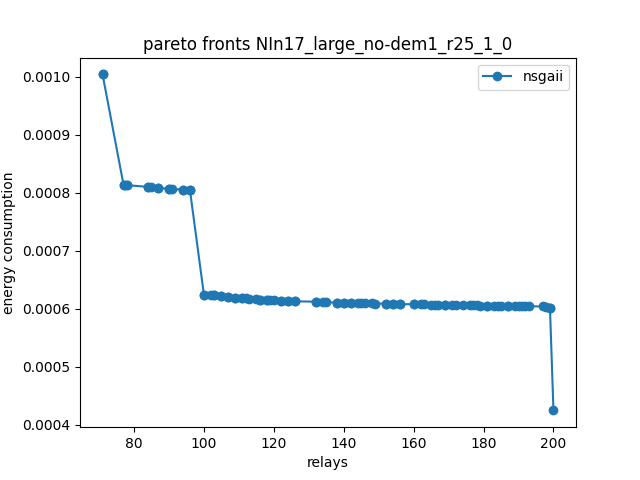 pareto fronts NIn17_large_no-dem1_r25_1_0
nsgaii
0.0010
0.0009
0.0008
0.0007
0.0006
0.0005
0.0004
energy consumption
80 100 120 140 160 180 200
relays